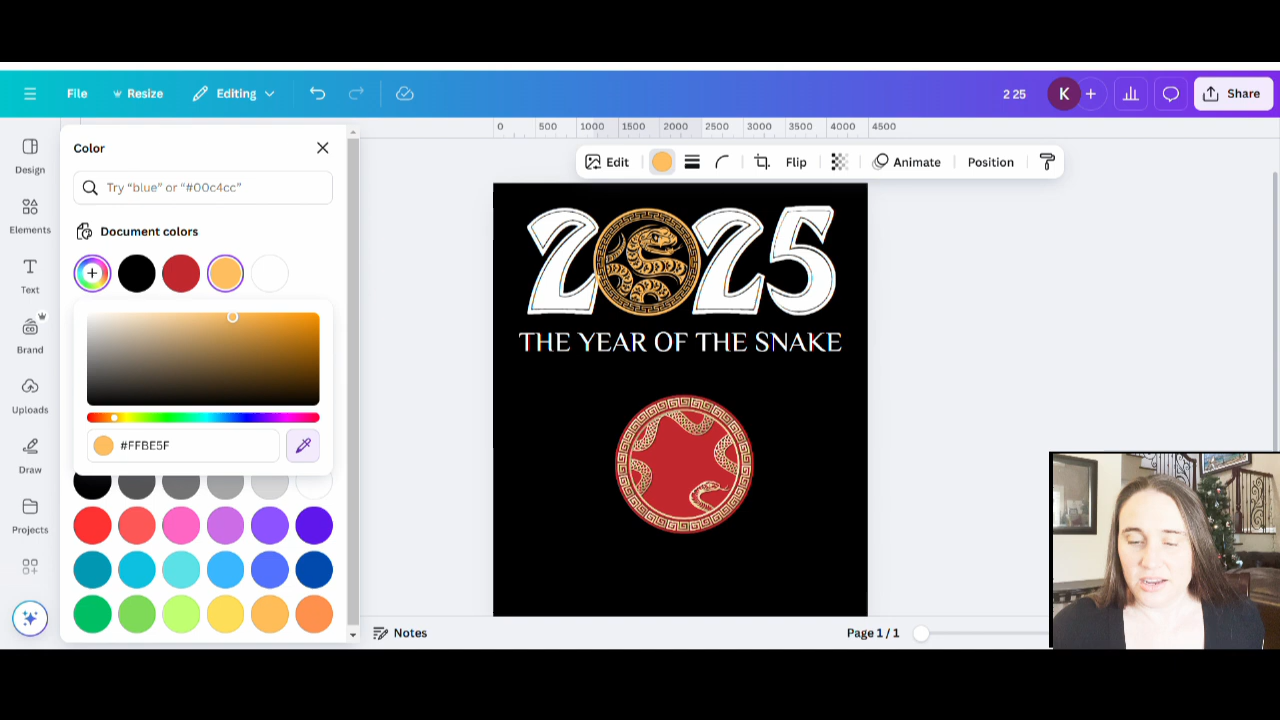 File
Resize
Editing
2 25
K
+
Share
0 500 1000 1500 2000 2500 3000 3500 4000 4500
Design
Elements
Text
Brand
Uploads
Draw
Projects
Color
Try “blue” or “#00c4cc”
Document colors
#FFBE5F
Edit
Flip
Animate
Position
2025
THE YEAR OF THE SNAKE
Notes
Page 1 / 1